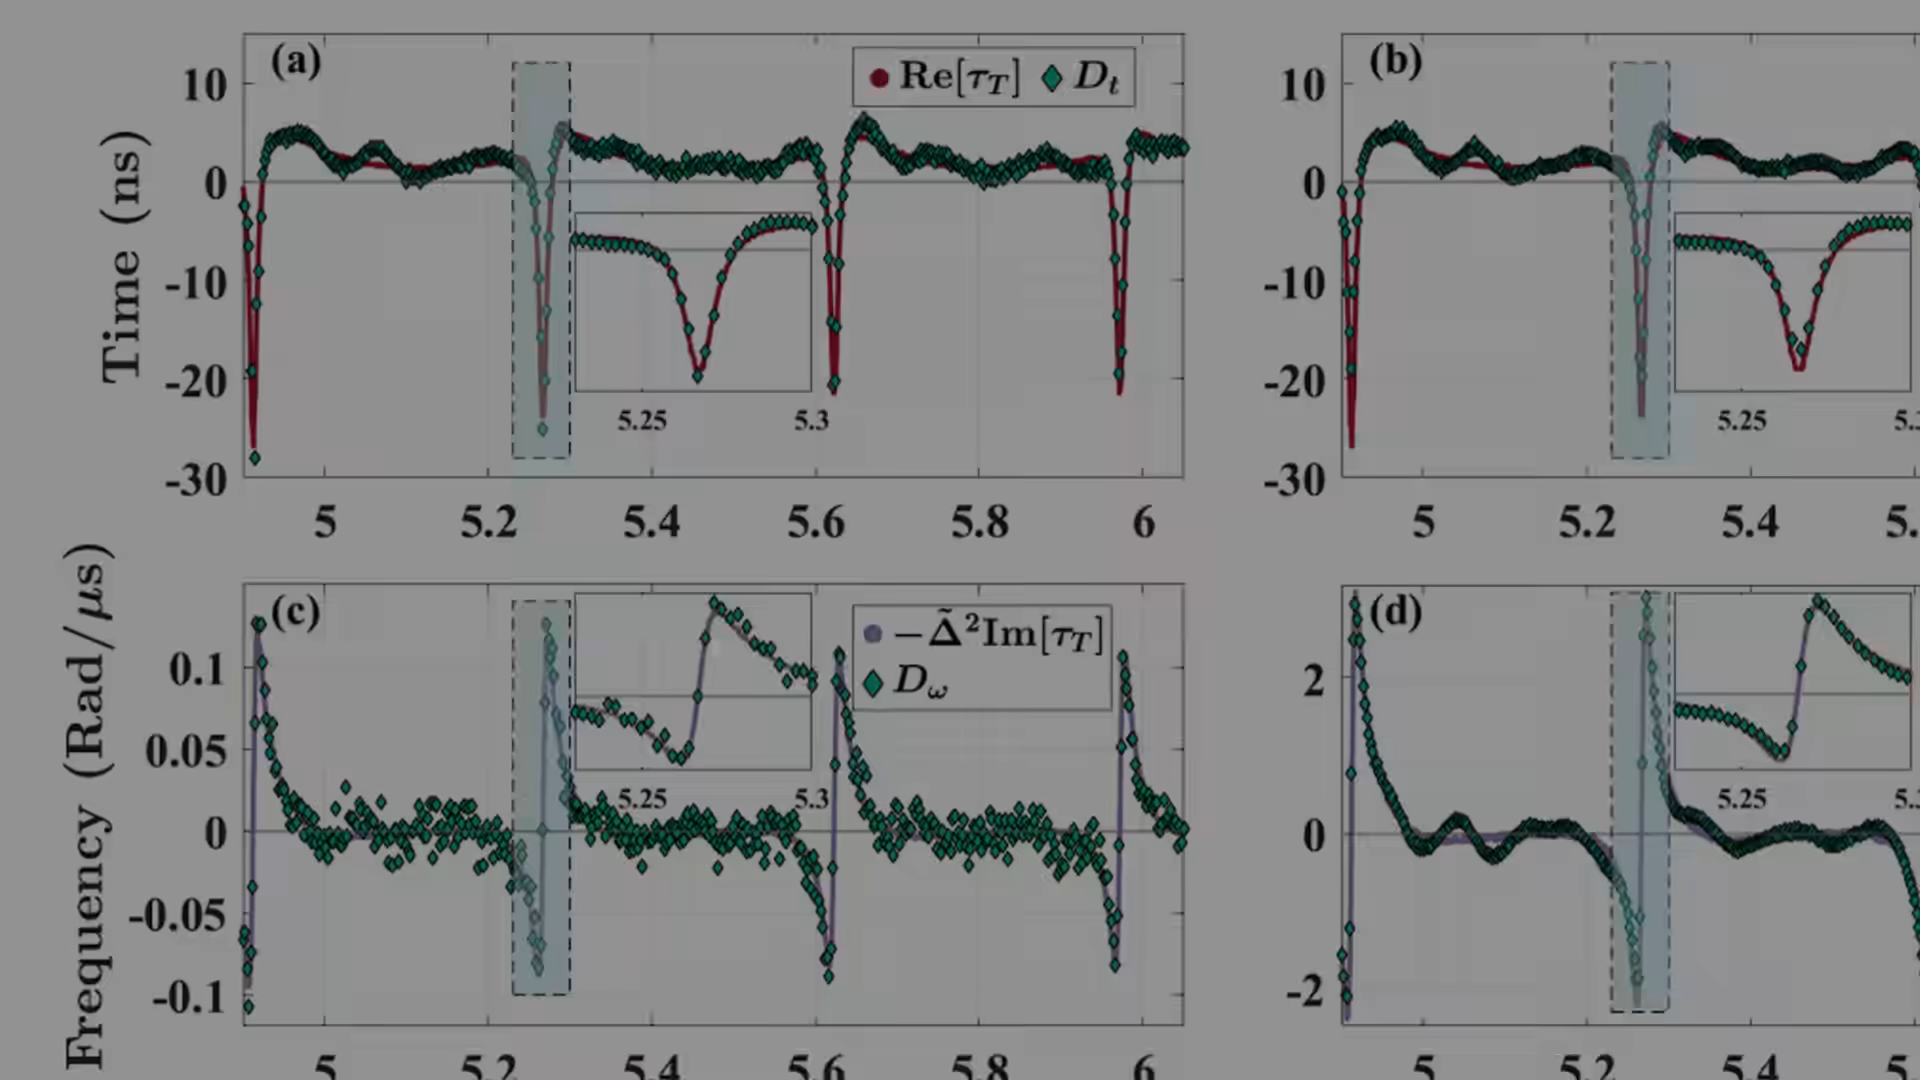 (a)
Re[τ_T] D_t
10
0
-10
-20
-30
Time (ns)
5.25 5.3
5 5.2 5.4 5.6 5.8 6
(b)
10
0
-10
-20
-30
5.25
5 5.2 5.4
(c)
-Δ̃²Im[τ_T]
D_ω
0.1
0.05
0
-0.05
-0.1
Frequency (Rad/μs)
5.25 5.3
5 5.2 5.4 5.6 5.8 6
(d)
2
0
-2
5.25
5 5.2 5.4